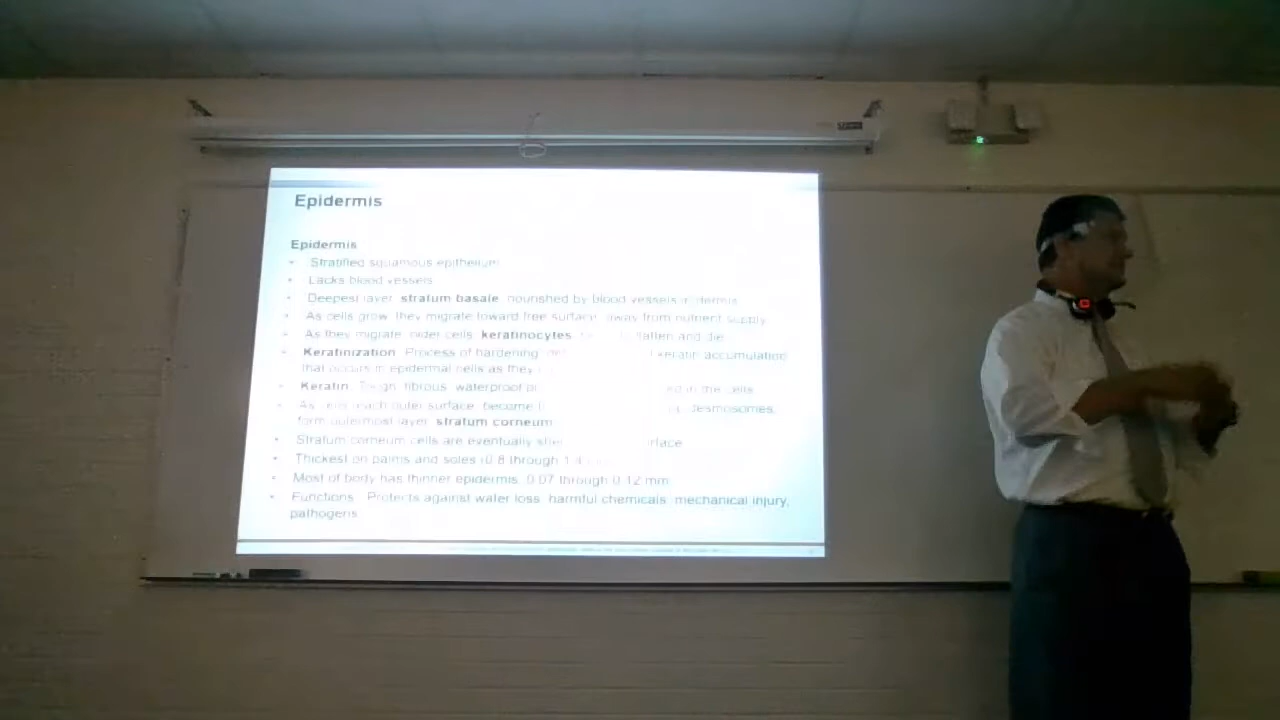 Epidermis
Epidermis
• Stratified squamous epithelium
• Lacks blood vessels
• Deepest layer stratum basale nourished by blood vessels in dermis
• As cells grow, they migrate toward free surface away from nutrient supply
• As they migrate, older cells, keratinocytes, flatten and die
• Keratinization Process of hardening, keratin accumulation
that occurs in epidermal cells as they
• Keratin Tough, fibrous, waterproof in the cells
• As cells reach outer surface, become desmosomes,
form outermost layer, stratum corneum
• Stratum corneum cells are eventually
• Thickest on palms and soles (0.8 through
• Most of body has thinner epidermis, 0.07 through 0.12 mm
• Functions Protects against water loss, harmful chemicals, mechanical injury,
pathogens